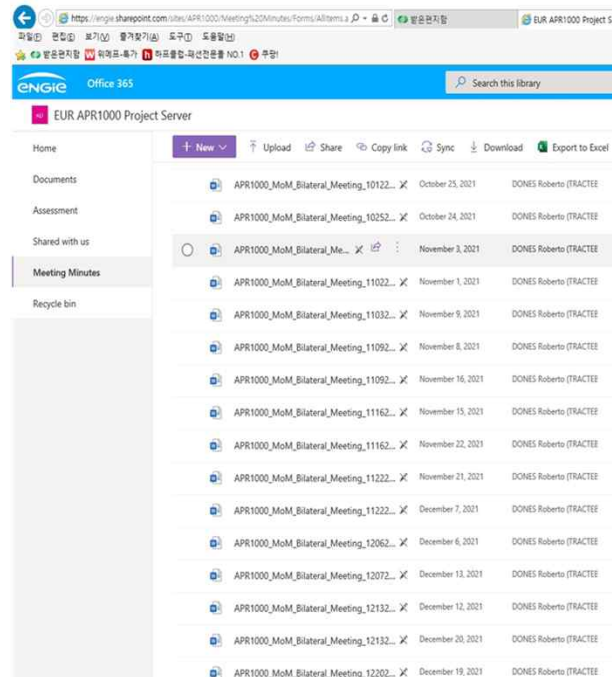 https://engie.sharepoint.com/sites/APR1000/Meeting%20Minutes/Forms/AllItems.a
받은편지함
EUR APR1000 Project S
파일(F) 편집(E) 보기(V) 즐겨찾기(A) 도구(T) 도움말(H)
받은편지함 위메프-특가 하프클럽-패션전문몰 NO.1 쿠팡!
ENGIE Office 365 Search this library
EUR APR1000 Project Server
Home
Documents
Assessment
Shared with us
Meeting Minutes
Recycle bin
+ New Upload Share Copy link Sync Download Export to Excel
APR1000_MoM_Bilateral_Meeting_10122... October 25, 2021 DONES Roberto (TRACTEE
APR1000_MoM_Bilateral_Meeting_10252... October 24, 2021 DONES Roberto (TRACTEE
APR1000_MoM_Bilateral_Me... November 3, 2021 DONES Roberto (TRACTEE
APR1000_MoM_Bilateral_Meeting_11022... November 1, 2021 DONES Roberto (TRACTEE
APR1000_MoM_Bilateral_Meeting_11032... November 9, 2021 DONES Roberto (TRACTEE
APR1000_MoM_Bilateral_Meeting_11092... November 8, 2021 DONES Roberto (TRACTEE
APR1000_MoM_Bilateral_Meeting_11092... November 16, 2021 DONES Roberto (TRACTEE
APR1000_MoM_Bilateral_Meeting_11162... November 15, 2021 DONES Roberto (TRACTEE
APR1000_MoM_Bilateral_Meeting_11162... November 22, 2021 DONES Roberto (TRACTEE
APR1000_MoM_Bilateral_Meeting_11222... November 21, 2021 DONES Roberto (TRACTEE
APR1000_MoM_Bilateral_Meeting_11222... December 7, 2021 DONES Roberto (TRACTEE
APR1000_MoM_Bilateral_Meeting_12062... December 6, 2021 DONES Roberto (TRACTEE
APR1000_MoM_Bilateral_Meeting_12072... December 13, 2021 DONES Roberto (TRACTEE
APR1000_MoM_Bilateral_Meeting_12132... December 12, 2021 DONES Roberto (TRACTEE
APR1000_MoM_Bilateral_Meeting_12132... December 20, 2021 DONES Roberto (TRACTEE
APR1000_MoM_Bilateral_Meeting_12202... December 19, 2021 DONES Roberto (TRACTEE